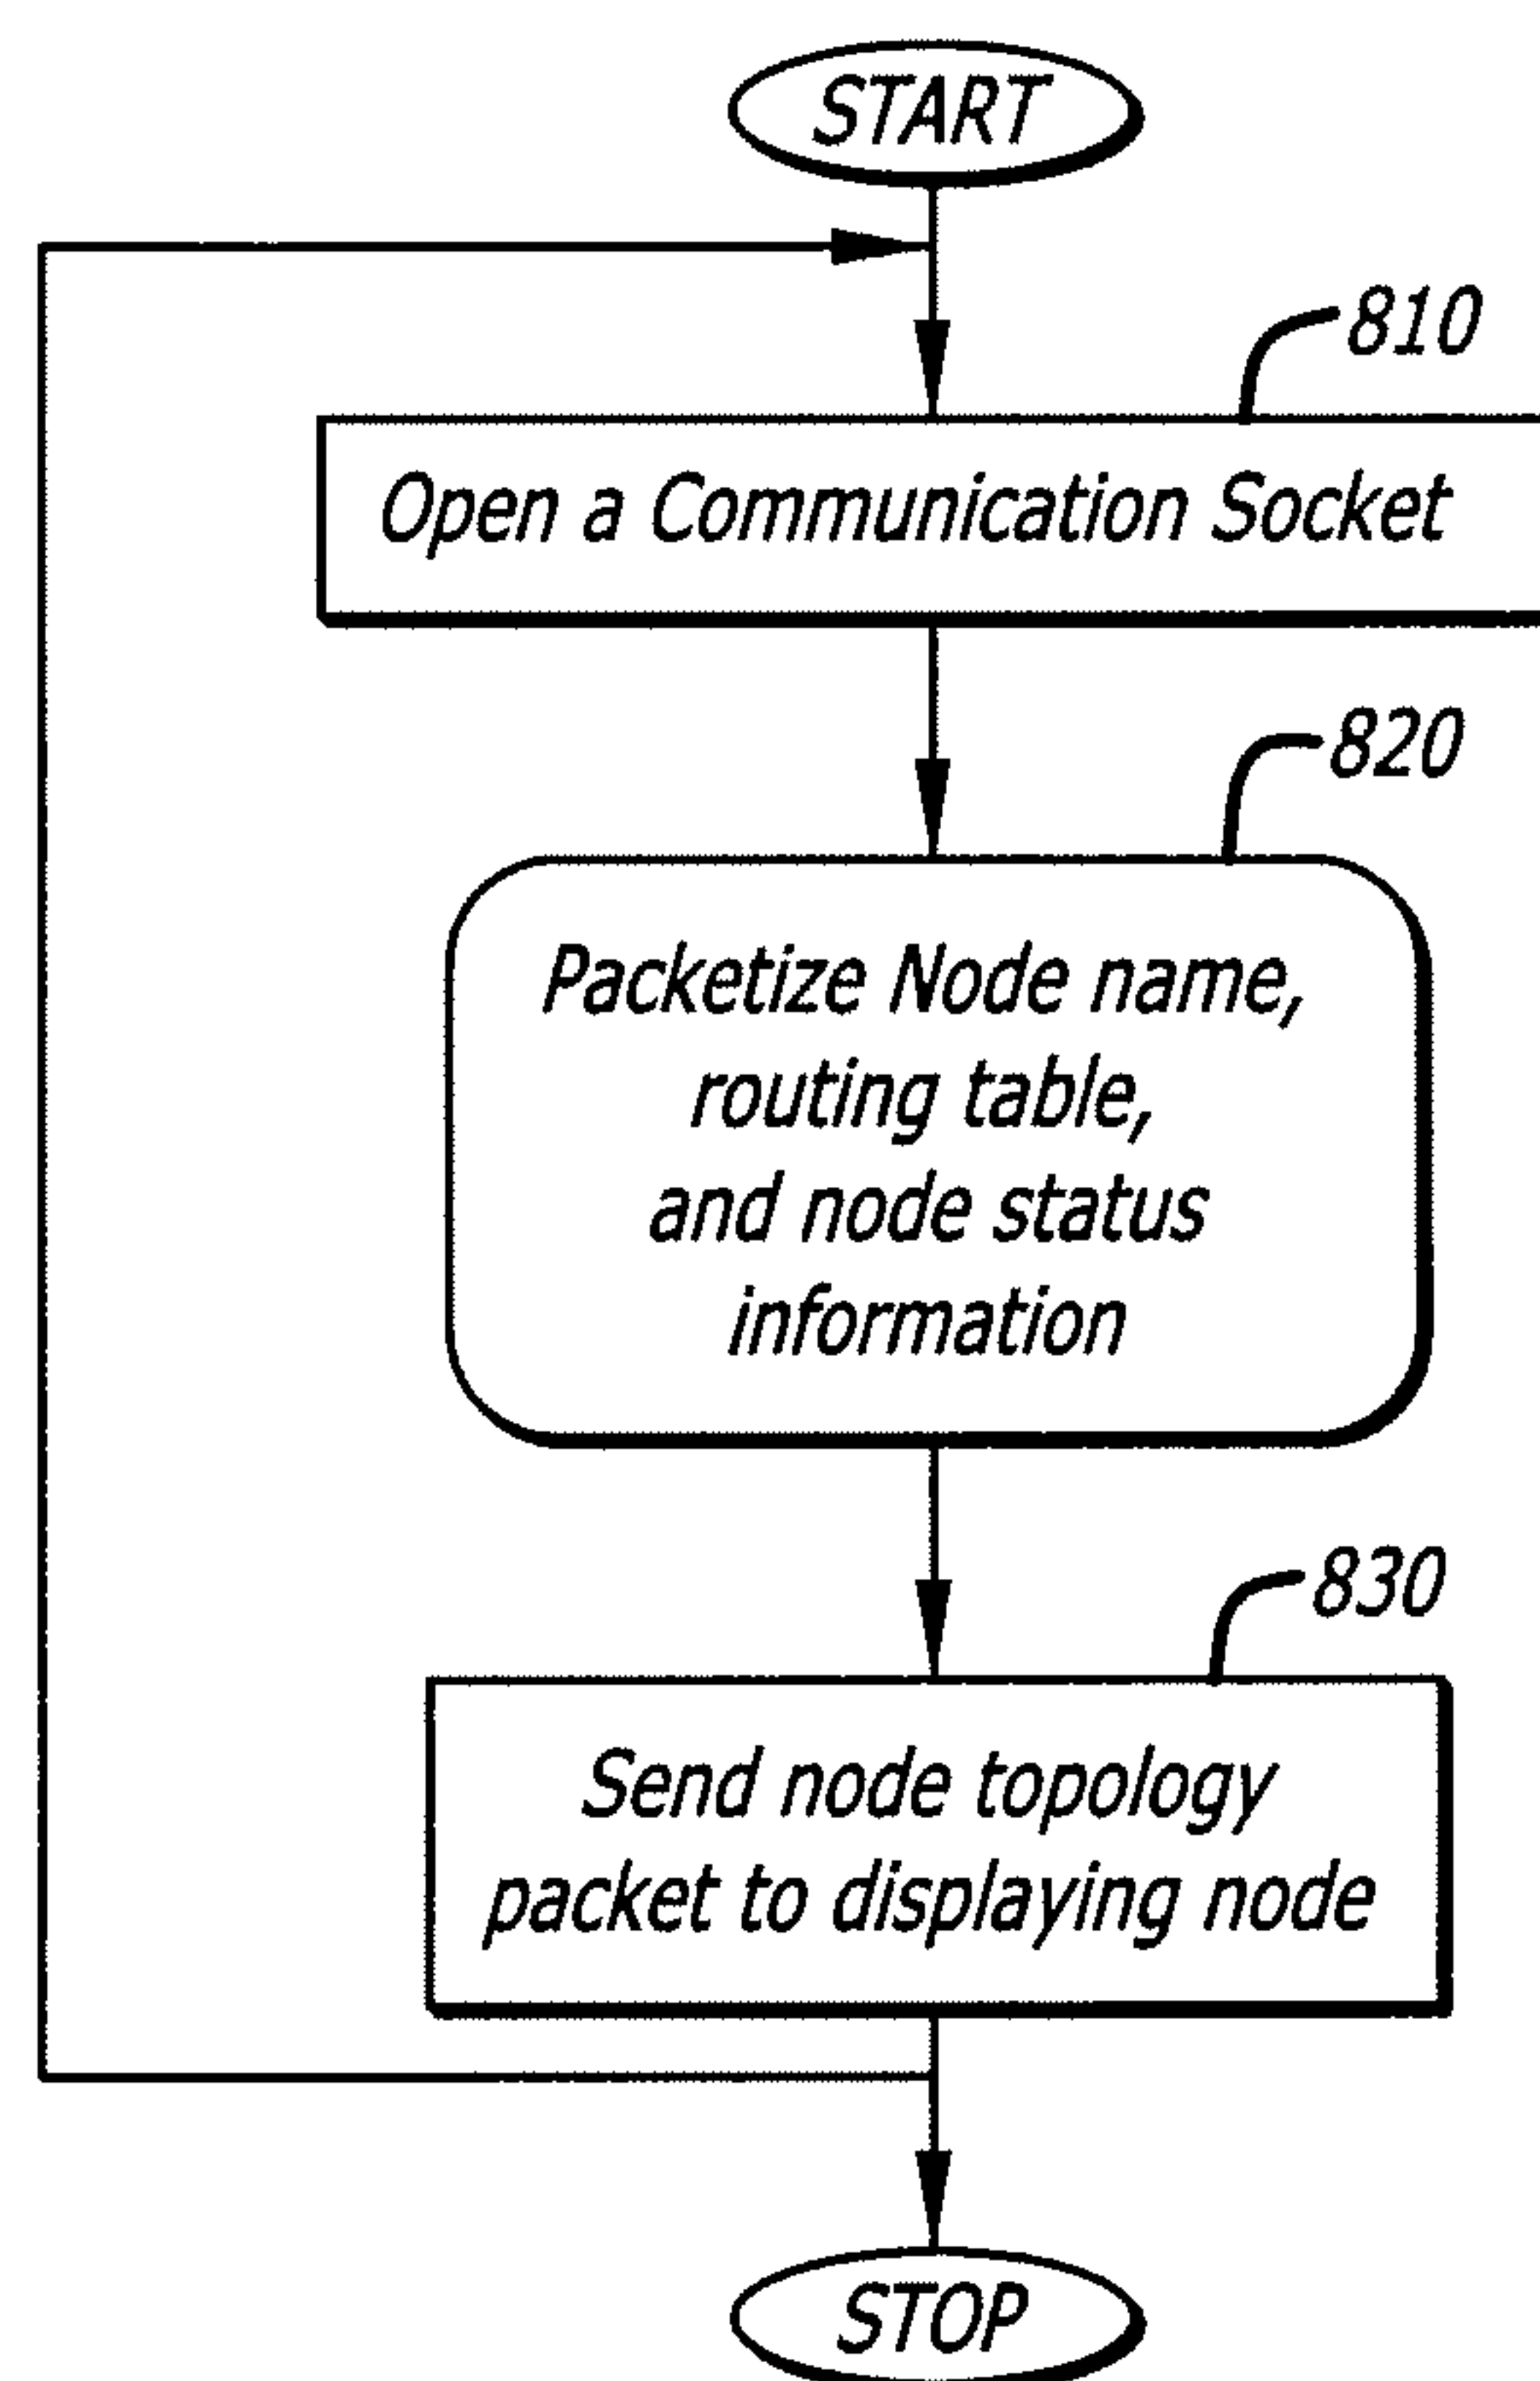 START
810
Open a Communication Socket
820
Packetize Node name,
routing table,
and node status
information
830
Send node topology
packet to displaying node
STOP